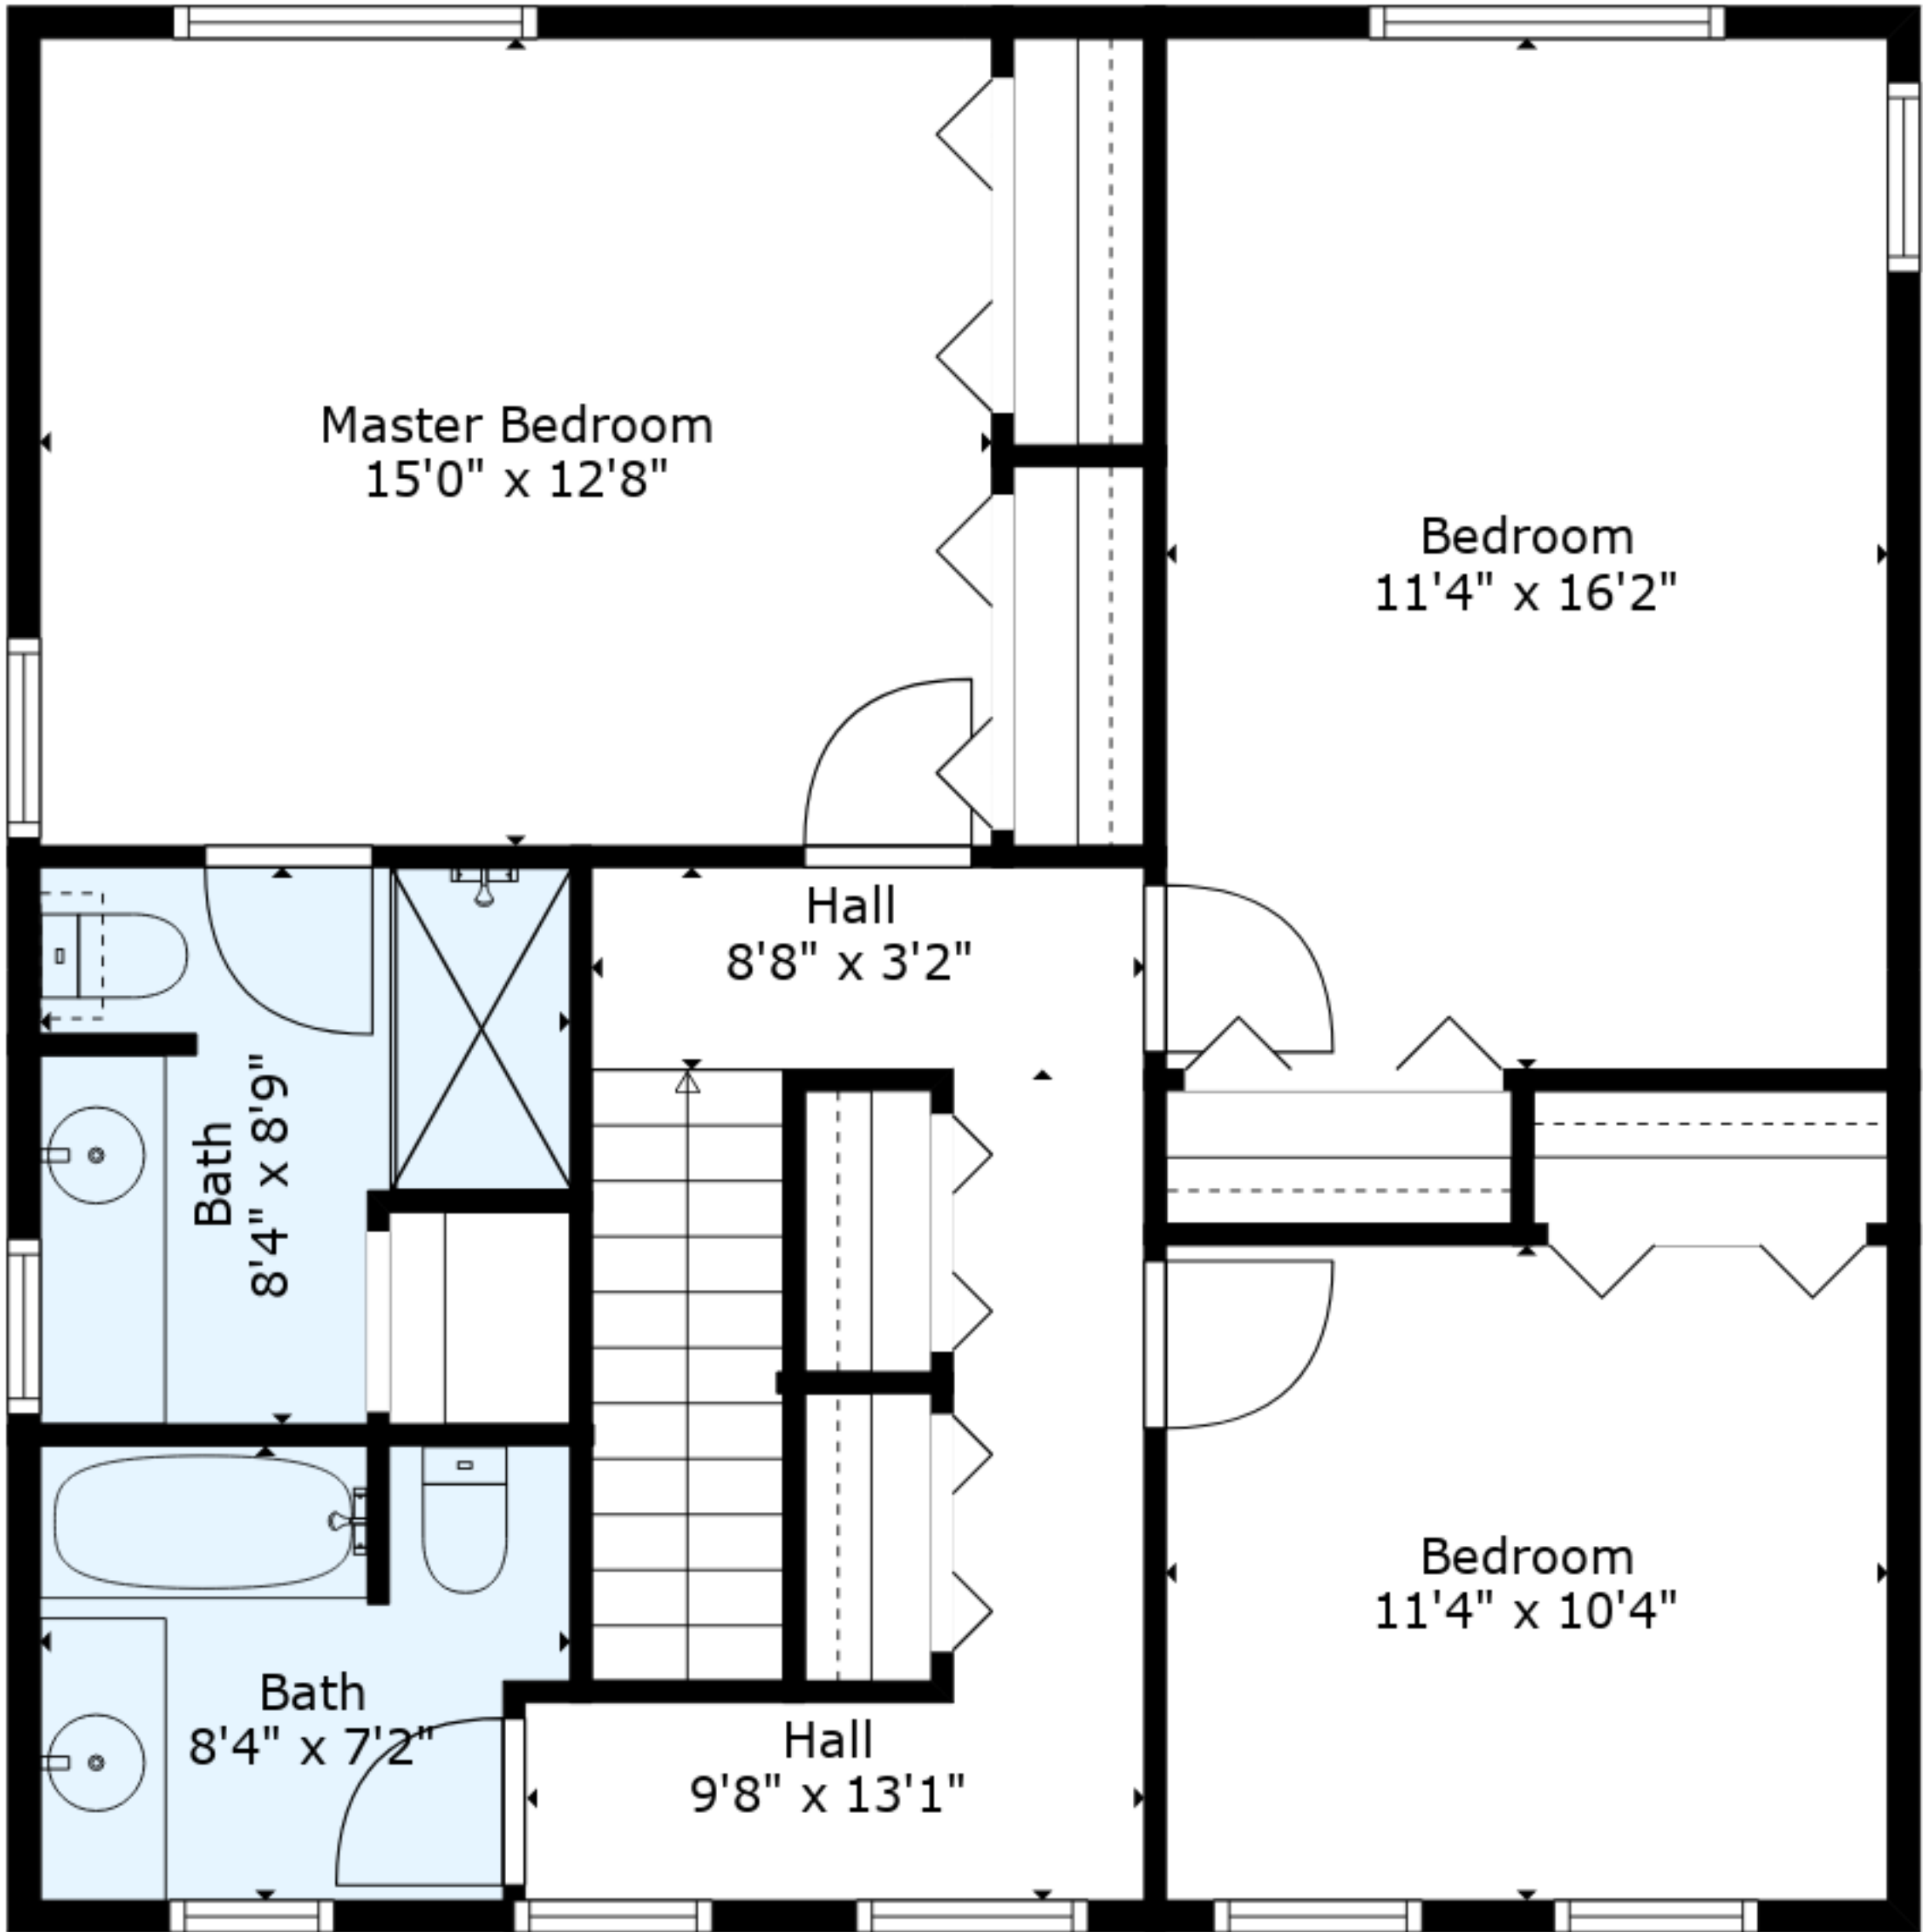 Master Bedroom
15'0" x 12'8"
Bedroom
11'4" x 16'2"
Hall
8'8" x 3'2"
Bath
8'4" x 8'9"
Bedroom
11'4" x 10'4"
Bath
8'4" x 7'2"
Hall
9'8" x 13'1"